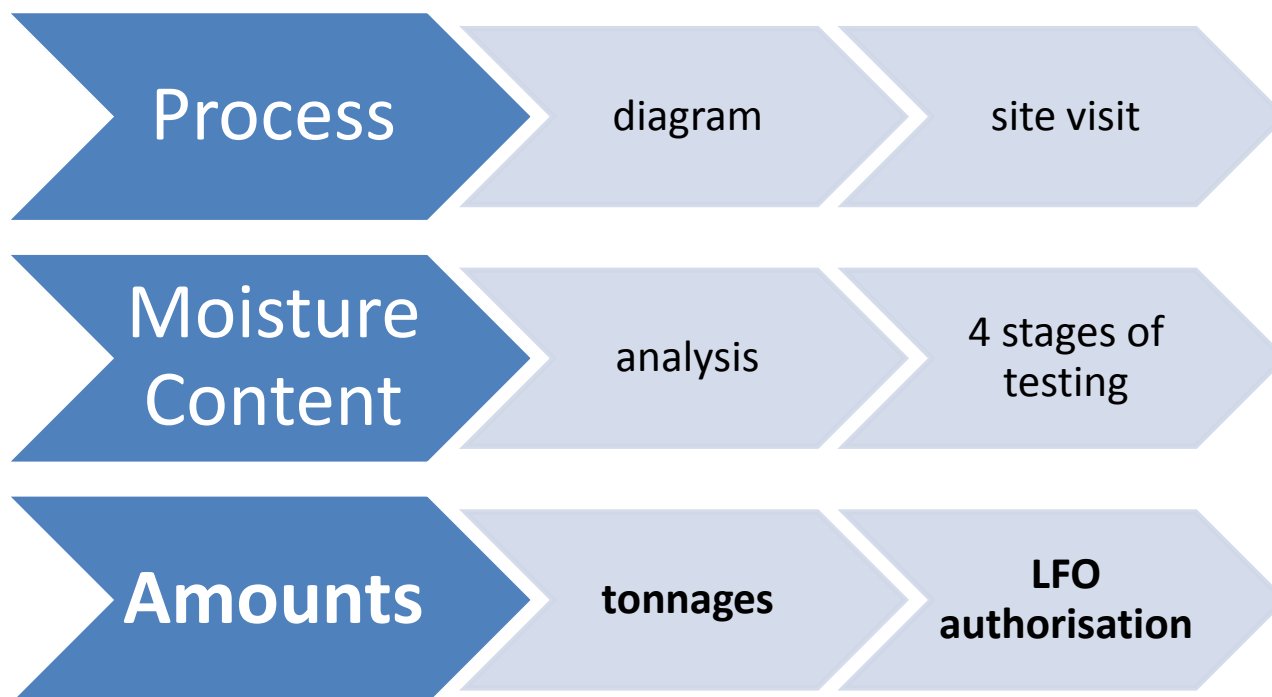 Process
diagram
site visit
Moisture
Content
analysis
4 stages of
testing
Amounts
tonnages
LFO
authorisation